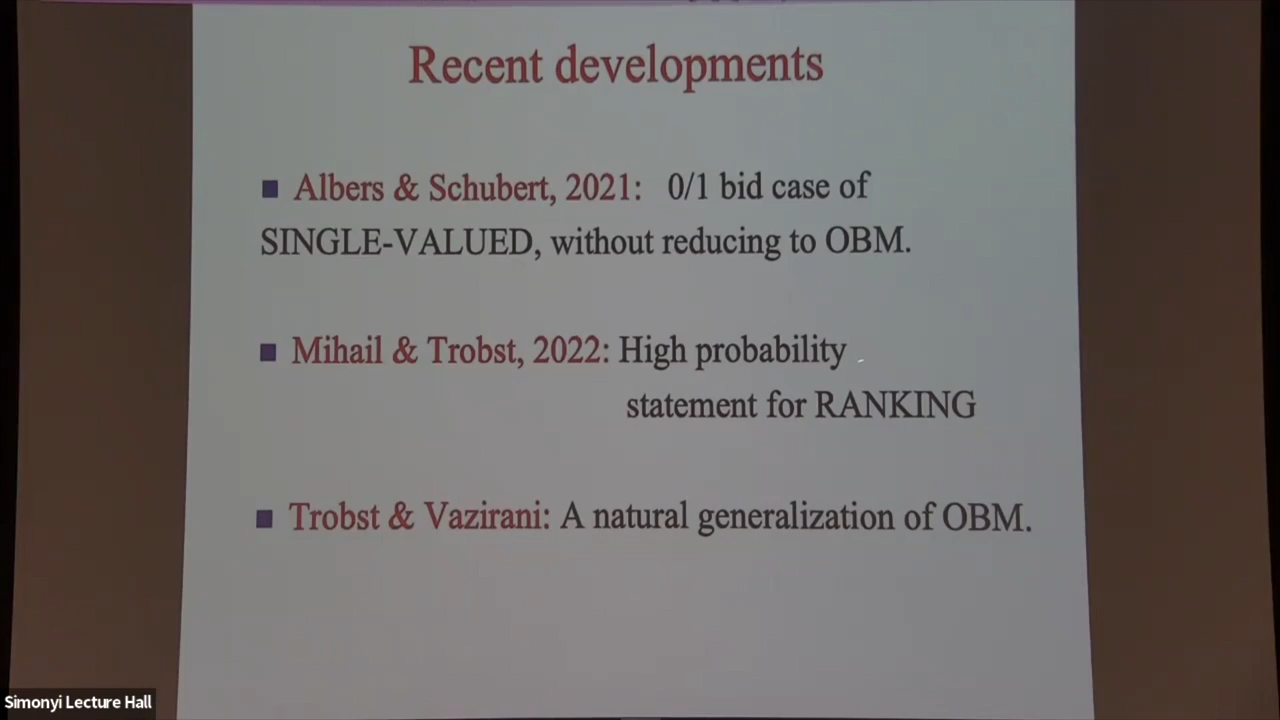 Recent developments
Albers & Schubert, 2021: 0/1 bid case of
SINGLE-VALUED, without reducing to OBM.
Mihail & Trobst, 2022: High probability
statement for RANKING
Trobst & Vazirani: A natural generalization of OBM.
Simonyi Lecture Hall